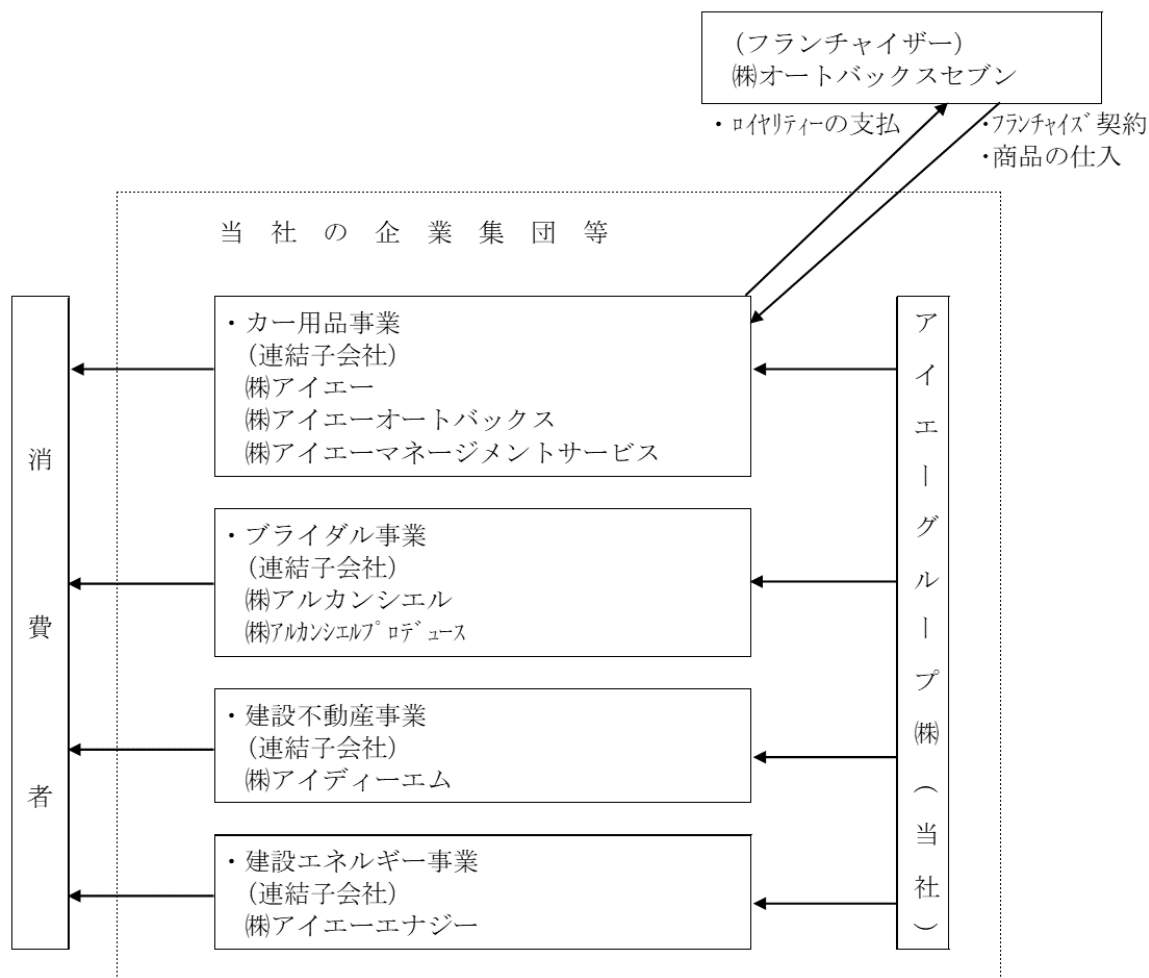 (フランチャイザー)
㈱オートバックスセブン
・ロイヤリティーの支払
・フランチャイズ契約
・商品の仕入
当社の企業集団等
消費者
・カー用品事業
(連結子会社)
㈱アイエー
㈱アイエーオートバックス
㈱アイエーマネージメントサービス
・ブライダル事業
(連結子会社)
㈱アルカンシエル
㈱アルカンシエルプロデュース
・建設不動産事業
(連結子会社)
㈱アイディーエム
・建設エネルギー事業
(連結子会社)
㈱アイエーエナジー
アイエーグループ㈱(当社)